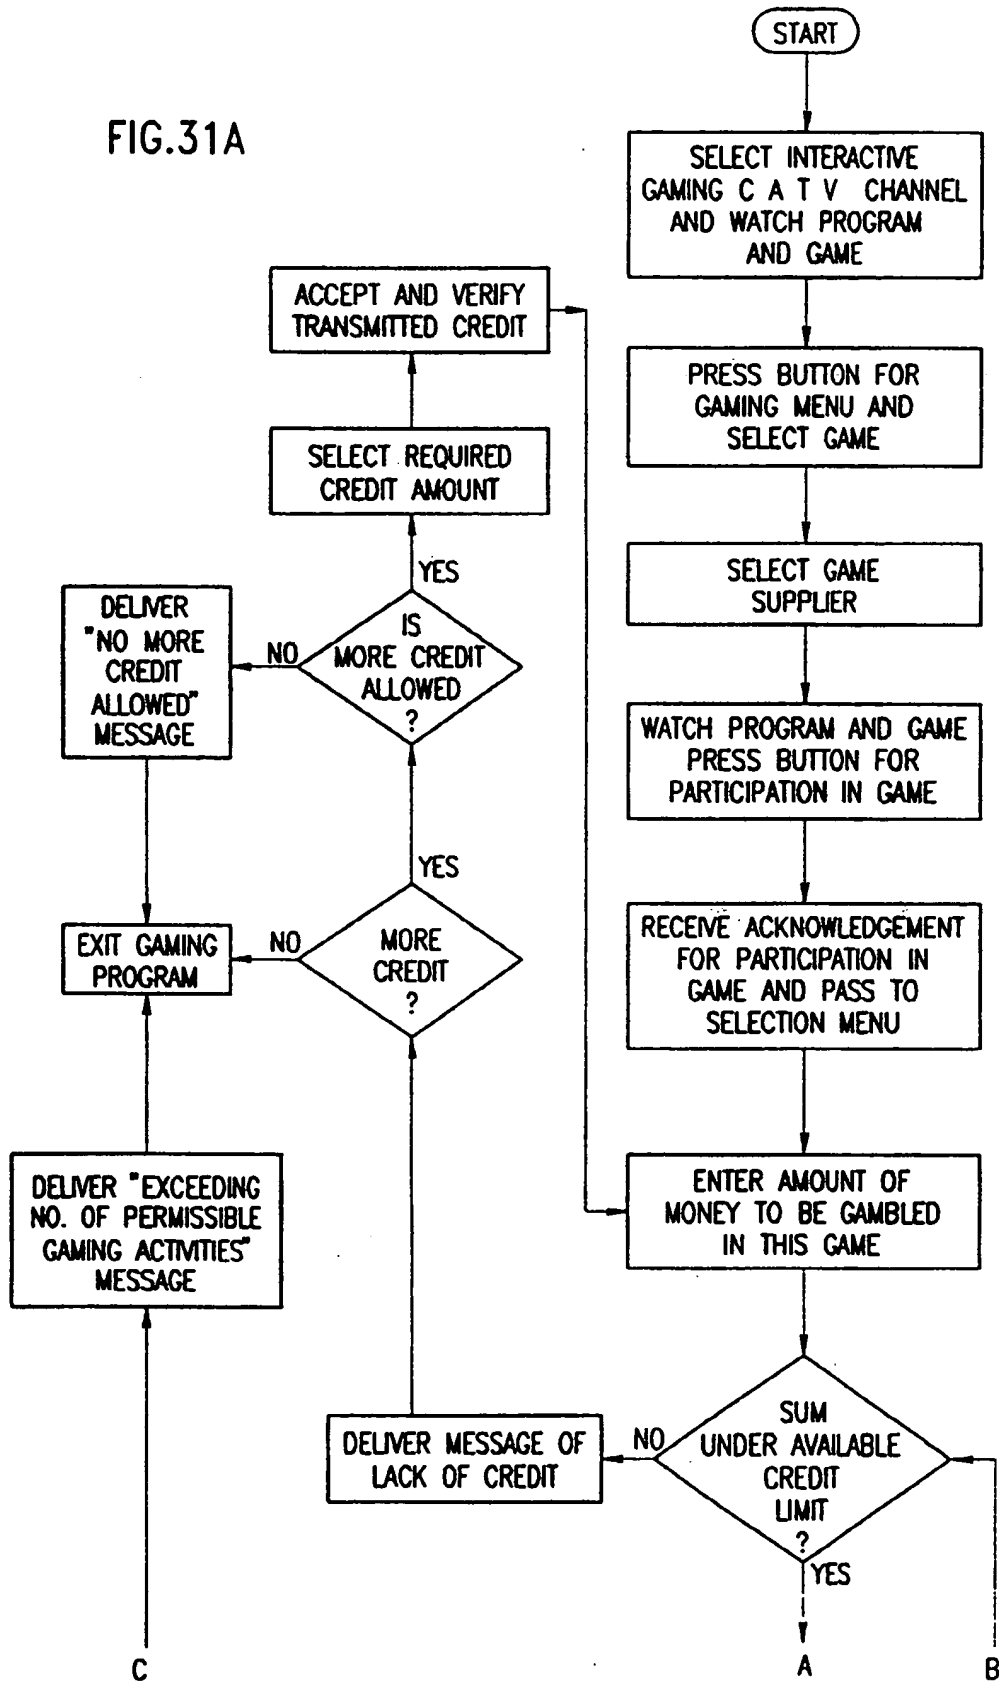 START
FIG.31A
SELECT INTERACTIVE
GAMING C A T V CHANNEL
AND WATCH PROGRAM
AND GAME
ACCEPT AND VERIFY
TRANSMITTED CREDIT
PRESS BUTTON FOR
GAMING MENU AND
SELECT GAME
SELECT REQUIRED
CREDIT AMOUNT
SELECT GAME
SUPPLIER
YES
DELIVER
"NO MORE
CREDIT
ALLOWED"
MESSAGE
NO
IS
MORE CREDIT
ALLOWED
?
WATCH PROGRAM AND GAME
PRESS BUTTON FOR
PARTICIPATION IN GAME
YES
EXIT GAMING
PROGRAM
NO
MORE
CREDIT
?
RECEIVE ACKNOWLEDGEMENT
FOR PARTICIPATION IN
GAME AND PASS TO
SELECTION MENU
DELIVER "EXCEEDING
NO. OF PERMISSIBLE
GAMING ACTIVITIES"
MESSAGE
ENTER AMOUNT OF
MONEY TO BE GAMBLED
IN THIS GAME
DELIVER MESSAGE OF
LACK OF CREDIT
NO
SUM
UNDER AVAILABLE
CREDIT
LIMIT
?
YES
C
A
B